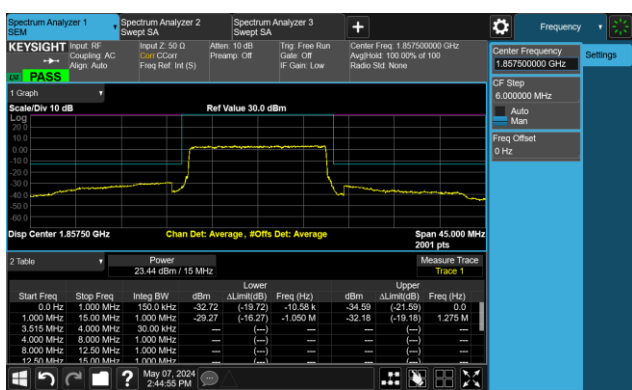 Spectrum Analyzer 1
SEM
Spectrum Analyzer 2
Swept SA
Spectrum Analyzer 3
Swept SA
Frequency
KEYSIGHT
Input: RF
Coupling: AC
Align: Auto
Input Z: 50 Ω
Corr CCorr
Freq Ref: Int (S)
Atten: 10 dB
Preamp: Off
Trig: Free Run
Gate: Off
IF Gain: Low
Center Freq: 1.857500000 GHz
Avg|Hold: 100.00% of 100
Radio Std: None
PASS
Center Frequency
1.857500000 GHz
Settings
CF Step
6.000000 MHz
Auto
Man
Freq Offset
0 Hz
1 Graph
Scale/Div 10 dB
Ref Value 30.0 dBm
Log
20.0
10.0
0.00
-10.0
-20.0
-30.0
-40.0
-50.0
-60.0
Disp Center 1.85750 GHz
Chan Det: Average, #Offs Det: Average
Span 45.000 MHz
2001 pts
2 Table
Power
23.44 dBm / 15 MHz
Measure Trace
Trace 1
Lower Upper
Start Freq Stop Freq Integ BW dBm ΔLimit(dB) Freq (Hz) dBm ΔLimit(dB) Freq (Hz)
0.0 Hz 1.000 MHz 150.0 kHz -32.72 (-19.72) -10.58 k -34.59 (-21.59) 0.0
1.000 MHz 15.00 MHz 1.000 MHz -29.27 (-16.27) -1.050 M -32.18 (-19.18) 1.275 M
3.515 MHz 4.000 MHz 30.00 kHz --- (---) --- --- (---) ---
4.000 MHz 8.000 MHz 1.000 MHz --- (---) --- --- (---) ---
8.000 MHz 12.50 MHz 1.000 MHz --- (---) --- --- (---) ---
12.50 MHz 15.00 MHz 1.000 MHz --- (---) --- --- (---) ---
May 07, 2024
2:44:55 PM